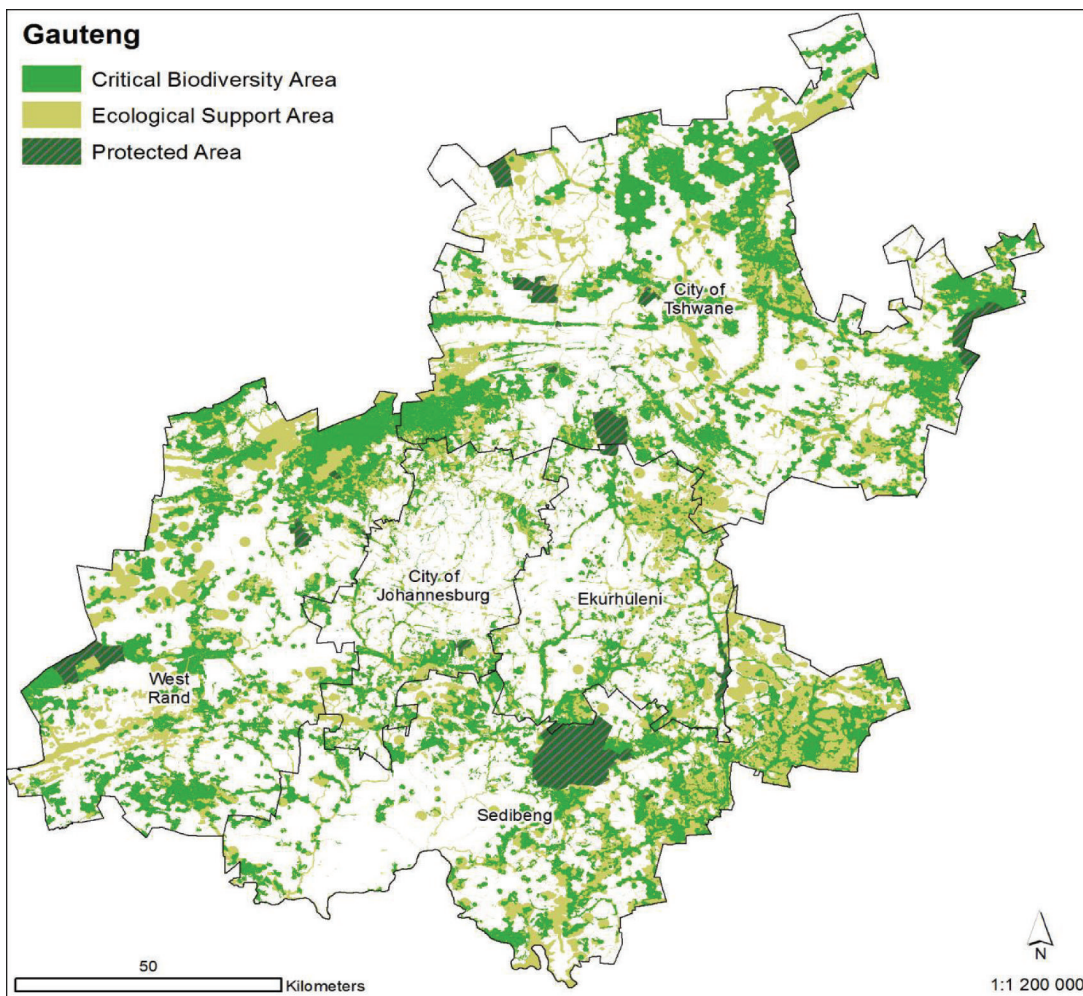 Gauteng
Critical Biodiversity Area
Ecological Support Area
Protected Area
City of
Tshwane
City of
Johannesburg
Ekurhuleni
West
Rand
Sedibeng
50
Kilometers
N
1:1 200 000